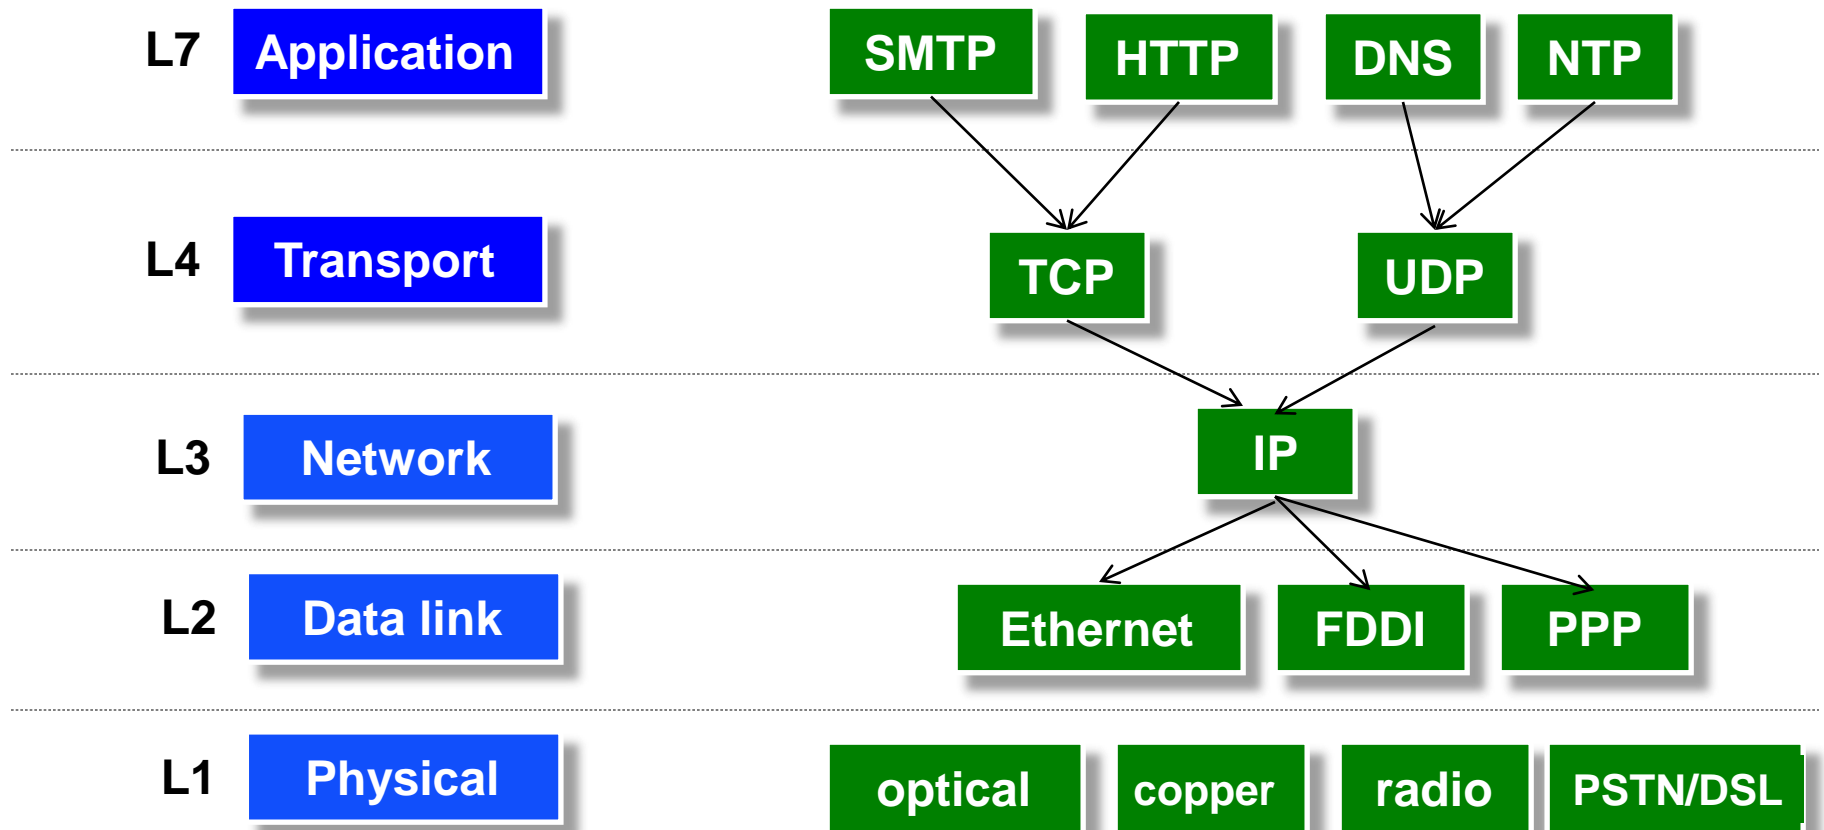 L7 Application SMTP HTTP DNS NTP
L4 Transport TCP UDP
L3 Network IP
L2 Data link Ethernet FDDI PPP
L1 Physical optical copper radio PSTN/DSL